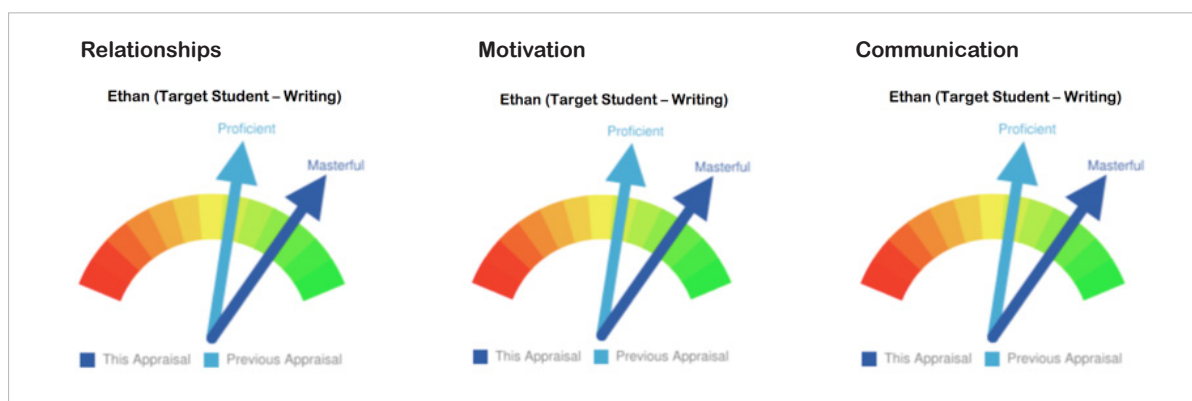 Relationships
Ethan (Target Student – Writing)
Proficient
Masterful
This Appraisal Previous Appraisal
Motivation
Ethan (Target Student – Writing)
Proficient
Masterful
This Appraisal Previous Appraisal
Communication
Ethan (Target Student – Writing)
Proficient
Masterful
This Appraisal Previous Appraisal